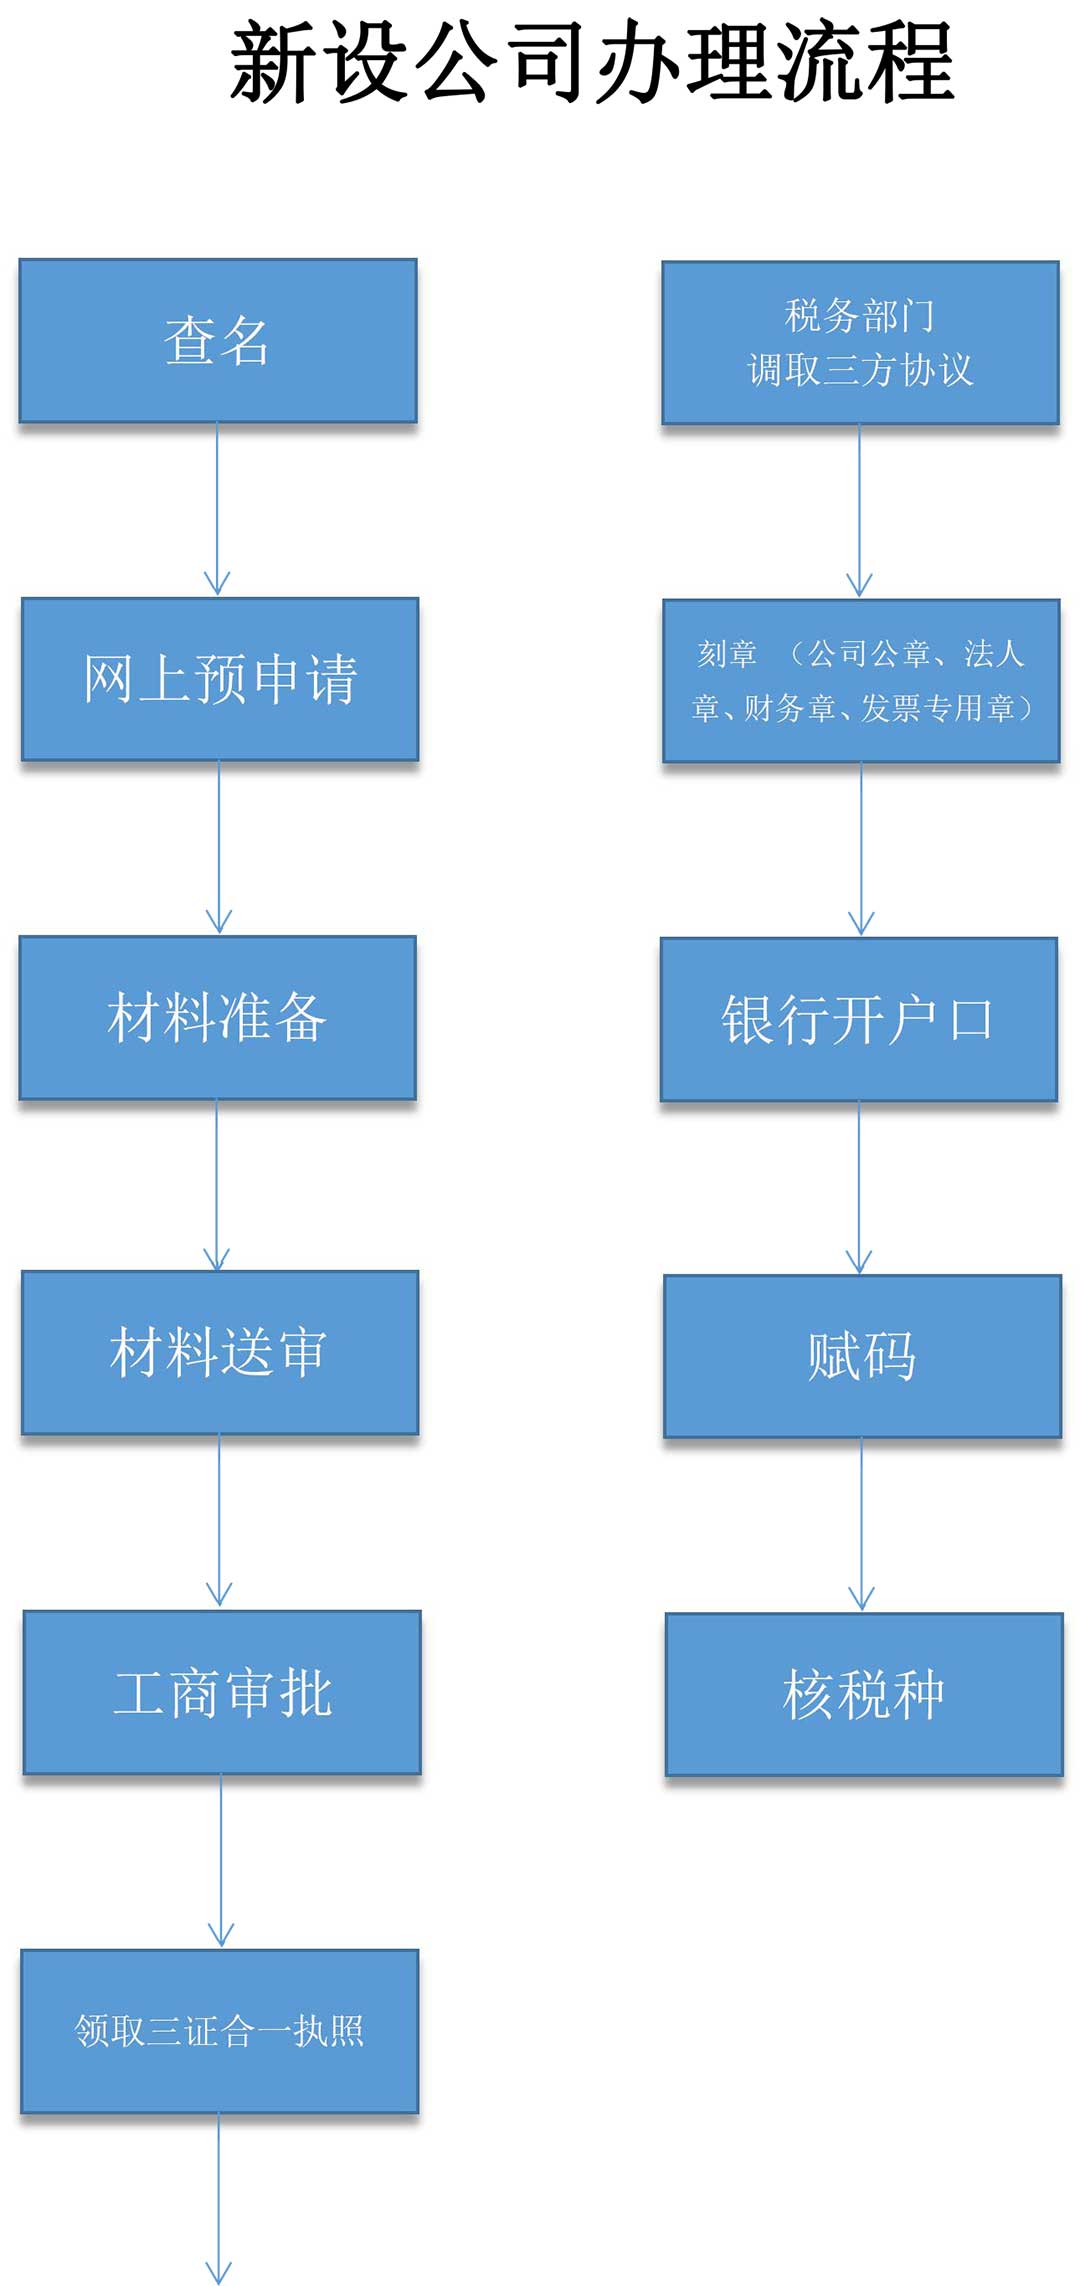 新设公司办理流程
查名
网上预申请
材料准备
材料送审
工商审批
领取三证合一执照
税务部门
调取三方协议
刻章 （公司公章、法人
章、财务章、发票专用章）
银行开户口
赋码
核税种